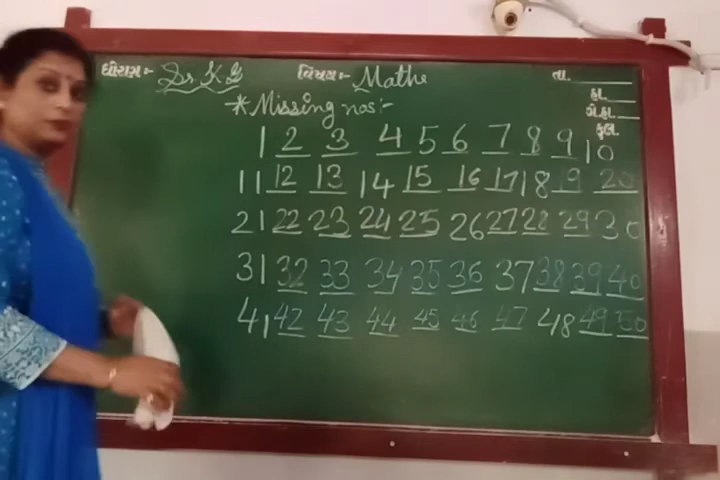 ધોરણ:- Sr. KG વિષય:- Maths તા.
હા.
ગે.હા.
કુલ.
*Missing nos:-
1 2 3 4 5 6 7 8 9 10
11 12 13 14 15 16 17 18 19 20
21 22 23 24 25 26 27 28 29 30
31 32 33 34 35 36 37 38 39 40
41 42 43 44 45 46 47 48 49 50